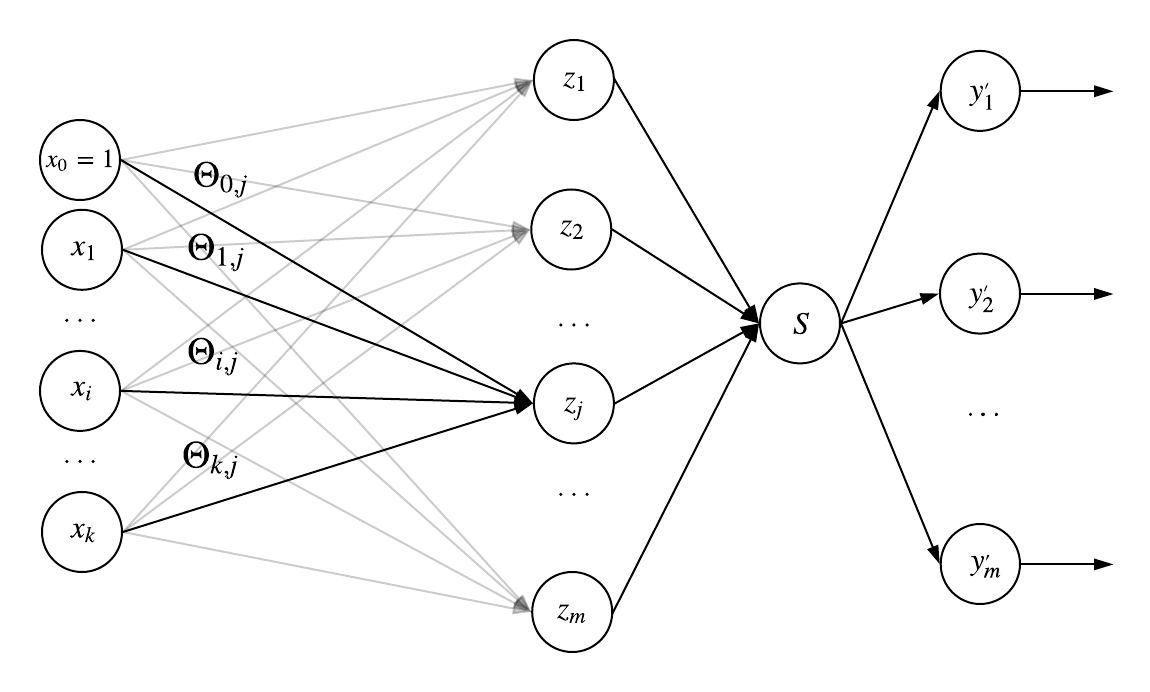 x₀ = 1
x₁
...
xᵢ
...
xₖ
Θ₀,ⱼ
Θ₁,ⱼ
Θᵢ,ⱼ
Θₖ,ⱼ
z₁
z₂
...
zⱼ
...
zₘ
S
y′₁
y′₂
...
y′ₘ